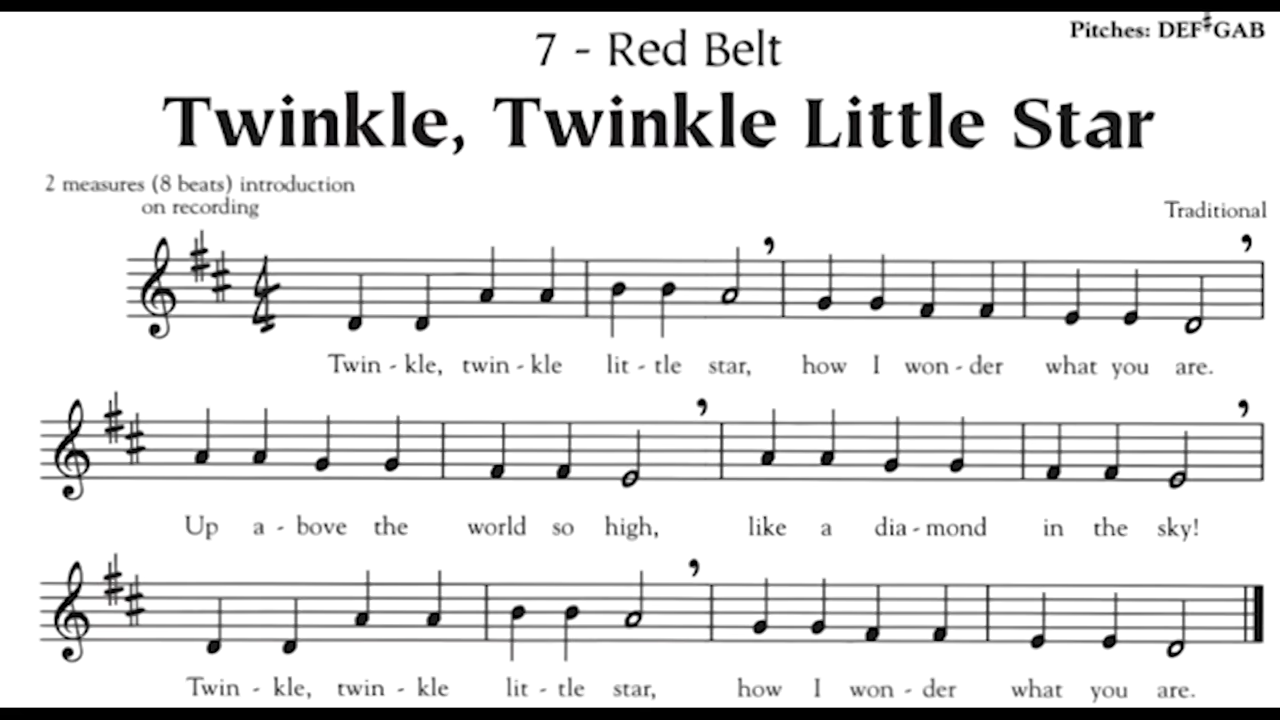 Pitches: DEF♯GAB
7 - Red Belt
Twinkle, Twinkle Little Star
2 measures (8 beats) introduction
on recording
Traditional
4
4
Twin - kle, twin - kle lit - tle star, how I won - der what you are.
Up a - bove the world so high, like a dia - mond in the sky!
Twin - kle, twin - kle lit - tle star, how I won - der what you are.